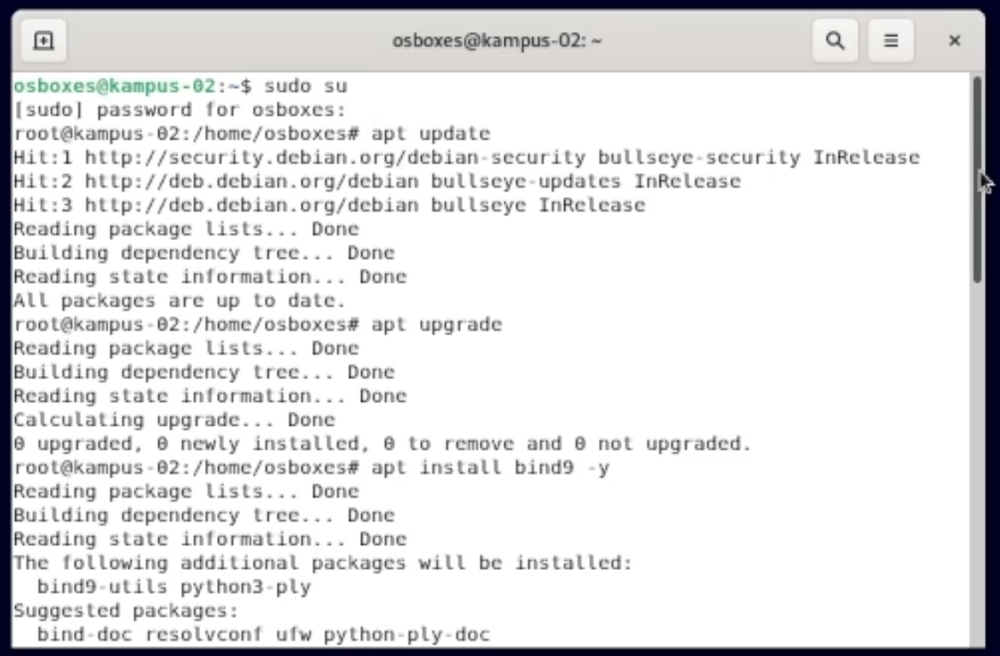 osboxes@kampus-02: ~
osboxes@kampus-02:~$ sudo su
[sudo] password for osboxes:
root@kampus-02:/home/osboxes# apt update
Hit:1 http://security.debian.org/debian-security bullseye-security InRelease
Hit:2 http://deb.debian.org/debian bullseye-updates InRelease
Hit:3 http://deb.debian.org/debian bullseye InRelease
Reading package lists... Done
Building dependency tree... Done
Reading state information... Done
All packages are up to date.
root@kampus-02:/home/osboxes# apt upgrade
Reading package lists... Done
Building dependency tree... Done
Reading state information... Done
Calculating upgrade... Done
0 upgraded, 0 newly installed, 0 to remove and 0 not upgraded.
root@kampus-02:/home/osboxes# apt install bind9 -y
Reading package lists... Done
Building dependency tree... Done
Reading state information... Done
The following additional packages will be installed:
  bind9-utils python3-ply
Suggested packages:
  bind-doc resolvconf ufw python-ply-doc